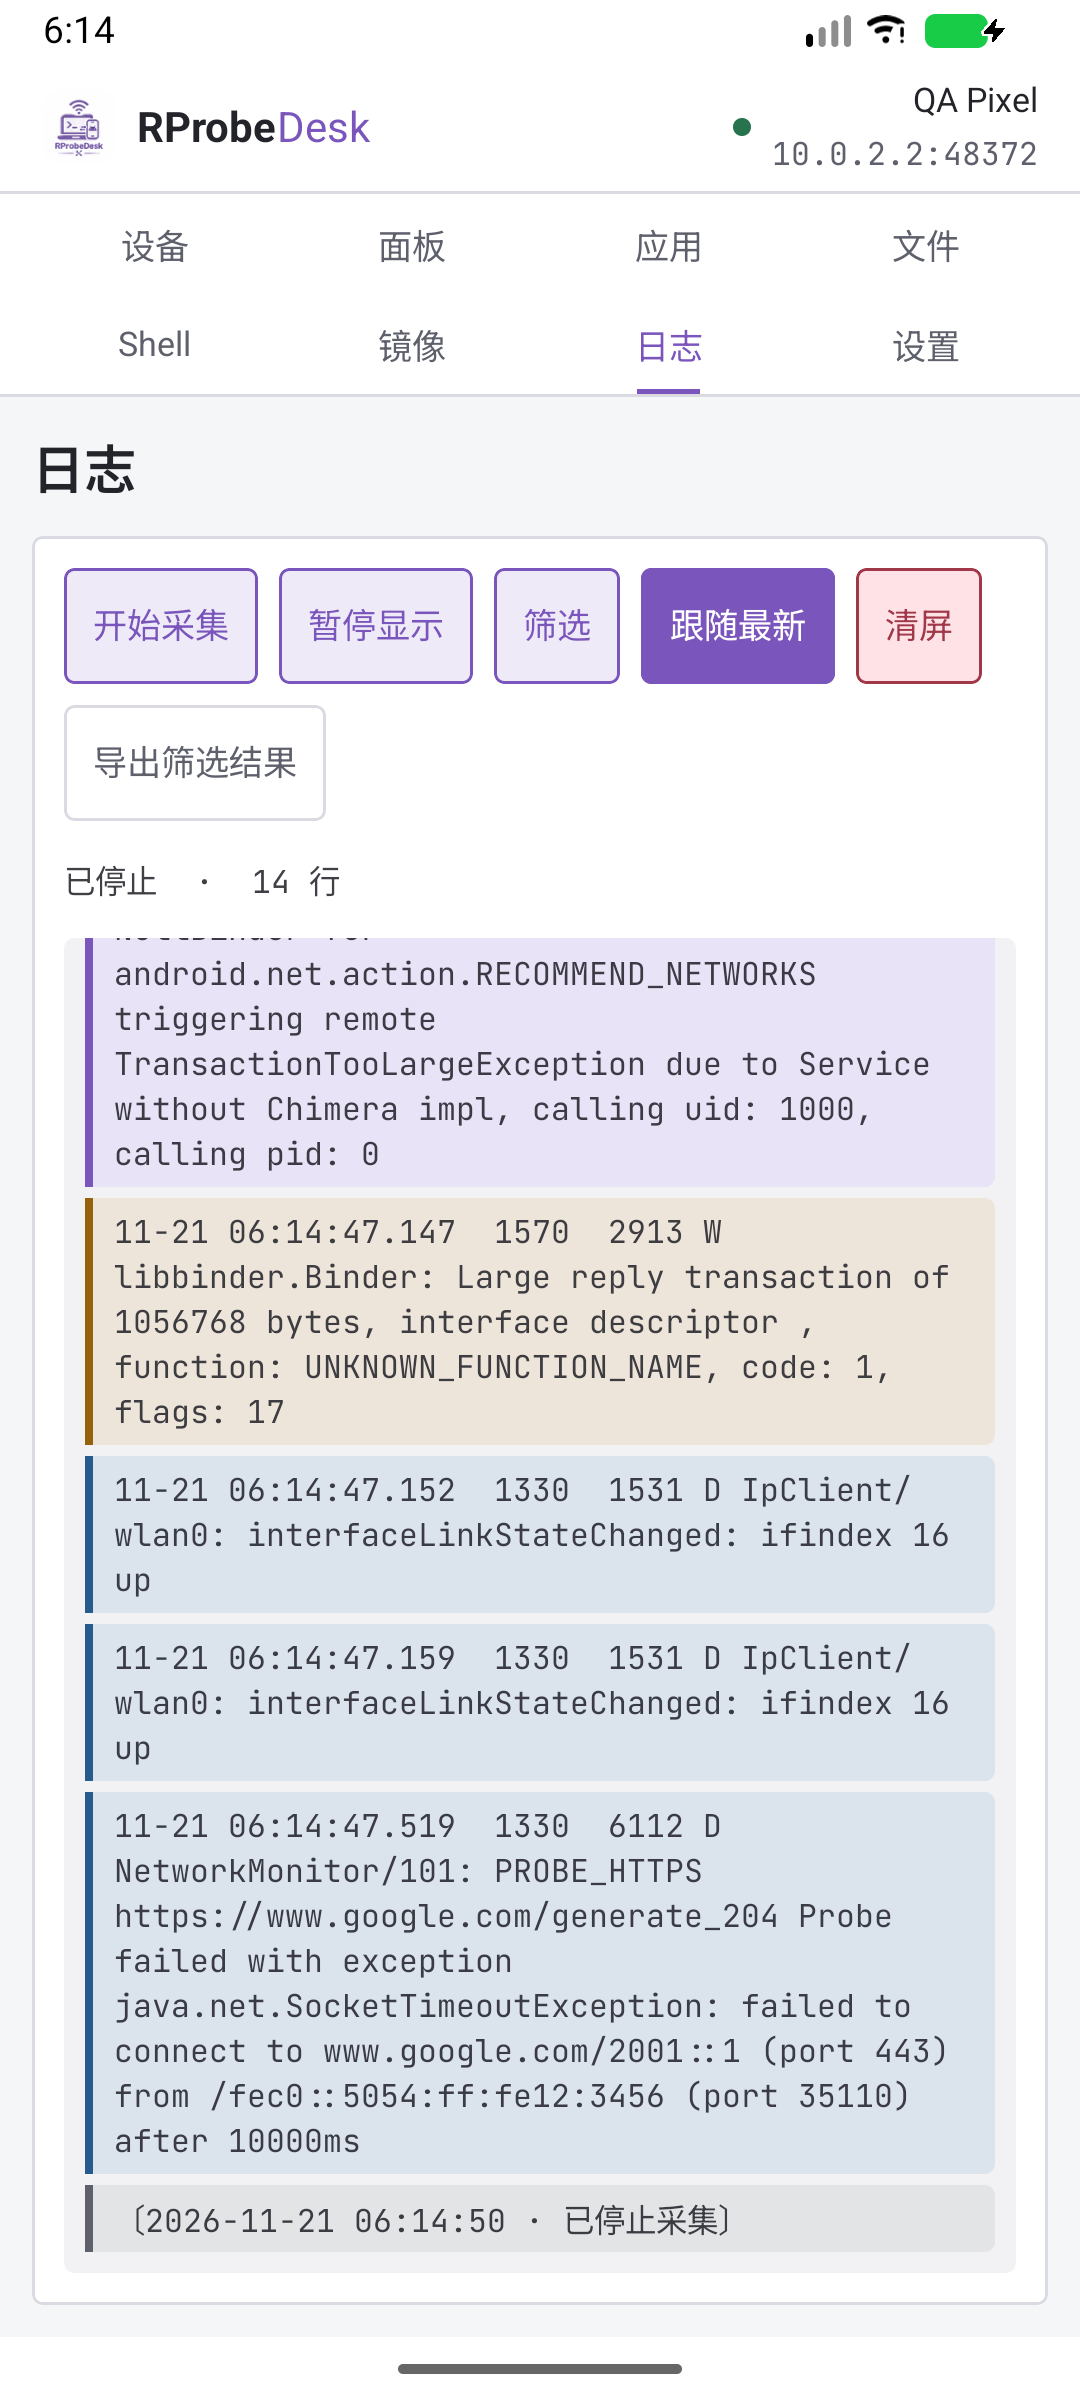 6:14
RProbeDesk
RProbeDesk
QA Pixel
10.0.2.2:48372
设备 面板 应用 文件
Shell 镜像 日志 设置
日志
开始采集 暂停显示 筛选 跟随最新 清屏
导出筛选结果
已停止 · 14 行
android.net.action.RECOMMEND_NETWORKS
triggering remote
TransactionTooLargeException due to Service
without Chimera impl, calling uid: 1000,
calling pid: 0
11-21 06:14:47.147  1570  2913 W
libbinder.Binder: Large reply transaction of
1056768 bytes, interface descriptor ,
function: UNKNOWN_FUNCTION_NAME, code: 1,
flags: 17
11-21 06:14:47.152  1330  1531 D IpClient/
wlan0: interfaceLinkStateChanged: ifindex 16
up
11-21 06:14:47.159  1330  1531 D IpClient/
wlan0: interfaceLinkStateChanged: ifindex 16
up
11-21 06:14:47.519  1330  6112 D
NetworkMonitor/101: PROBE_HTTPS
https://www.google.com/generate_204 Probe
failed with exception
java.net.SocketTimeoutException: failed to
connect to www.google.com/2001::1 (port 443)
from /fec0::5054:ff:fe12:3456 (port 35110)
after 10000ms
〔2026-11-21 06:14:50 · 已停止采集〕